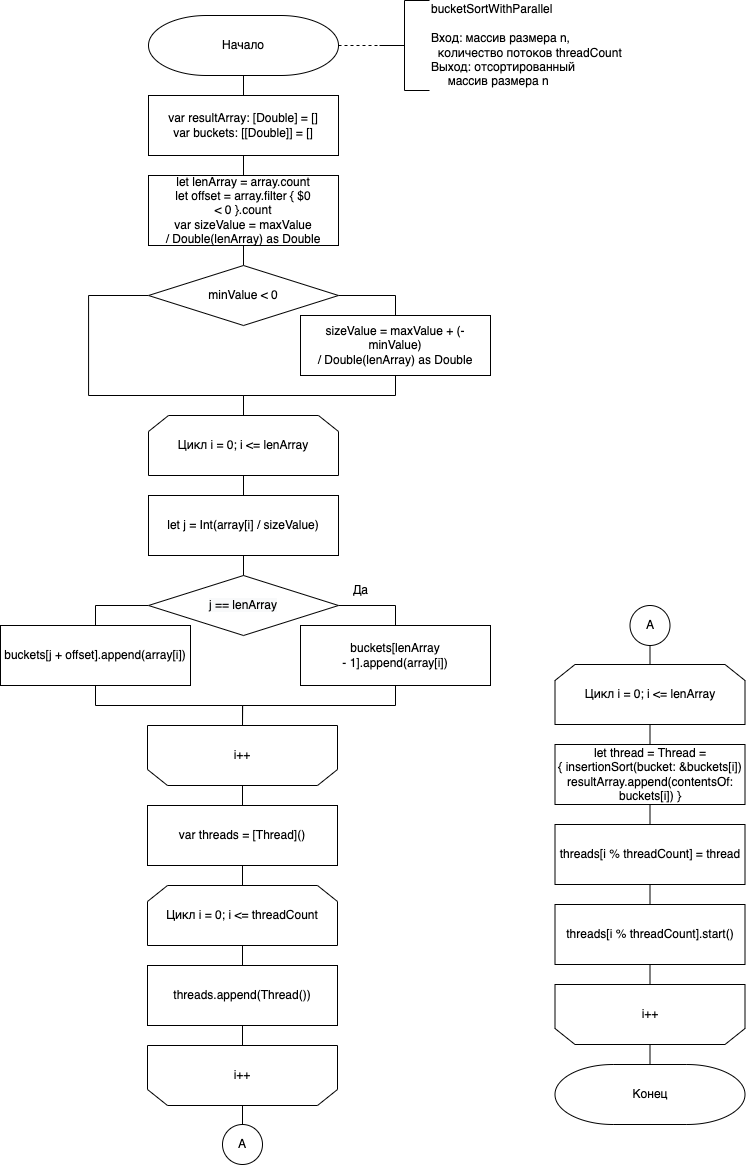 bucketSortWithParallel
Вход: массив размера n,
количество потоков threadCount
Выход: отсортированный
массив размера n
Начало
var resultArray: [Double] = []
var buckets: [[Double]] = []
let lenArray = array.count
let offset = array.filter { $0
< 0 }.count
var sizeValue = maxValue
/ Double(lenArray) as Double
minValue < 0
sizeValue = maxValue + (-
minValue)
/ Double(lenArray) as Double
Цикл i = 0; i <= lenArray
let j = Int(array[i] / sizeValue)
j == lenArray
Да
buckets[j + offset].append(array[i])
buckets[lenArray
- 1].append(array[i])
i++
var threads = [Thread]()
Цикл i = 0; i <= threadCount
threads.append(Thread())
i++
A
A
Цикл i = 0; i <= lenArray
let thread = Thread =
{ insertionSort(bucket: &buckets[i])
resultArray.append(contentsOf:
buckets[i]) }
threads[i % threadCount] = thread
threads[i % threadCount].start()
i++
Конец